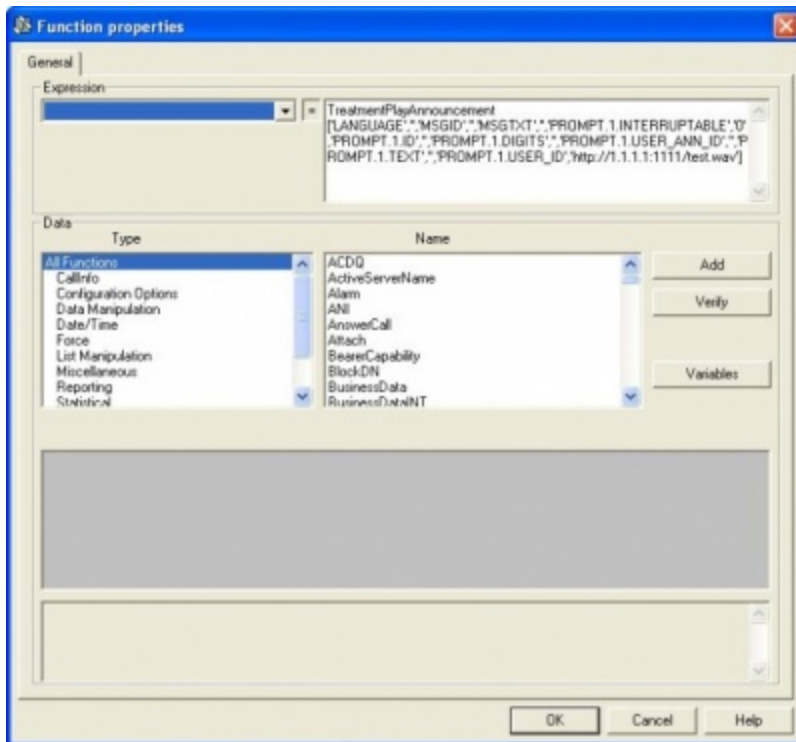 Function properties
General
Expression
=
TreatmentPlayAnnouncement
['LANGUAGE','','MSGID','','MSGTXT','','PROMPT.1.INTERRUPTABLE','0'
,'PROMPT.1.ID','','PROMPT.1.DIGITS','','PROMPT.1.USER_ANN_ID','','P
ROMPT.1.TEXT','','PROMPT.1.USER_ID','http://1.1.1.1:1111/test.wav']
Data
Type
Name
All Functions
CallInfo
Configuration Options
Data Manipulation
Date/Time
Force
List Manipulation
Miscellaneous
Reporting
Statistical
ACDQ
ActiveServerName
Alarm
ANI
AnswerCall
Attach
BearerCapability
BlockDN
BusinessData
BusinessDataINT
Add
Verify
Variables
OK
Cancel
Help